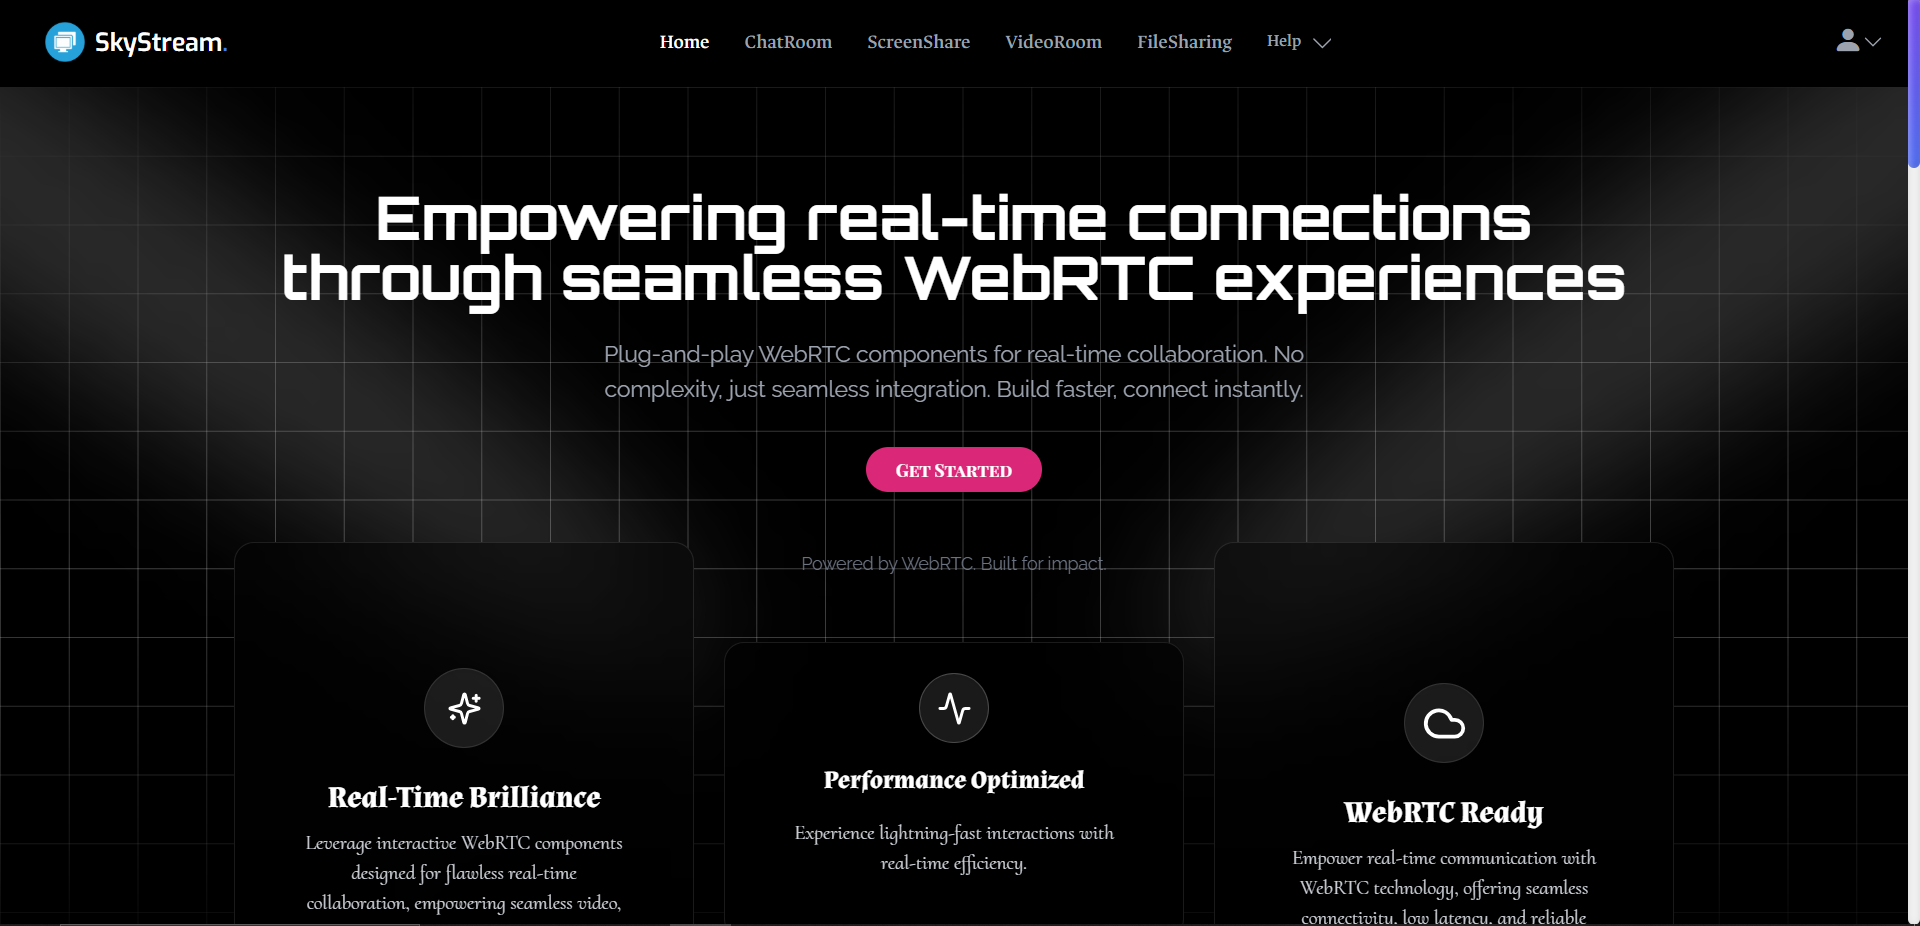 SkyStream.
Home ChatRoom ScreenShare VideoRoom FileSharing Help
Empowering real-time connections
through seamless WebRTC experiences
Plug-and-play WebRTC components for real-time collaboration. No
complexity, just seamless integration. Build faster, connect instantly.
Get Started
Powered by WebRTC. Built for impact.
Real-Time Brilliance
Leverage interactive WebRTC components
designed for flawless real-time
collaboration, empowering seamless video,
Performance Optimized
Experience lightning-fast interactions with
real-time efficiency.
WebRTC Ready
Empower real-time communication with
WebRTC technology, offering seamless
connectivity, low latency, and reliable